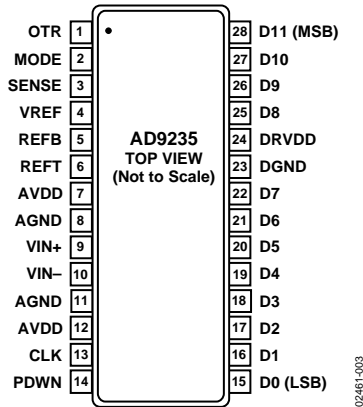 OTR 1 28 D11 (MSB)
MODE 2 27 D10
SENSE 3 26 D9
VREF 4 25 D8
REFB 5 AD9235 24 DRVDD
REFT 6 TOP VIEW 23 DGND
(Not to Scale)
AVDD 7 22 D7
AGND 8 21 D6
VIN+ 9 20 D5
VIN– 10 19 D4
AGND 11 18 D3
AVDD 12 17 D2
CLK 13 16 D1
PDWN 14 15 D0 (LSB)
02461-003